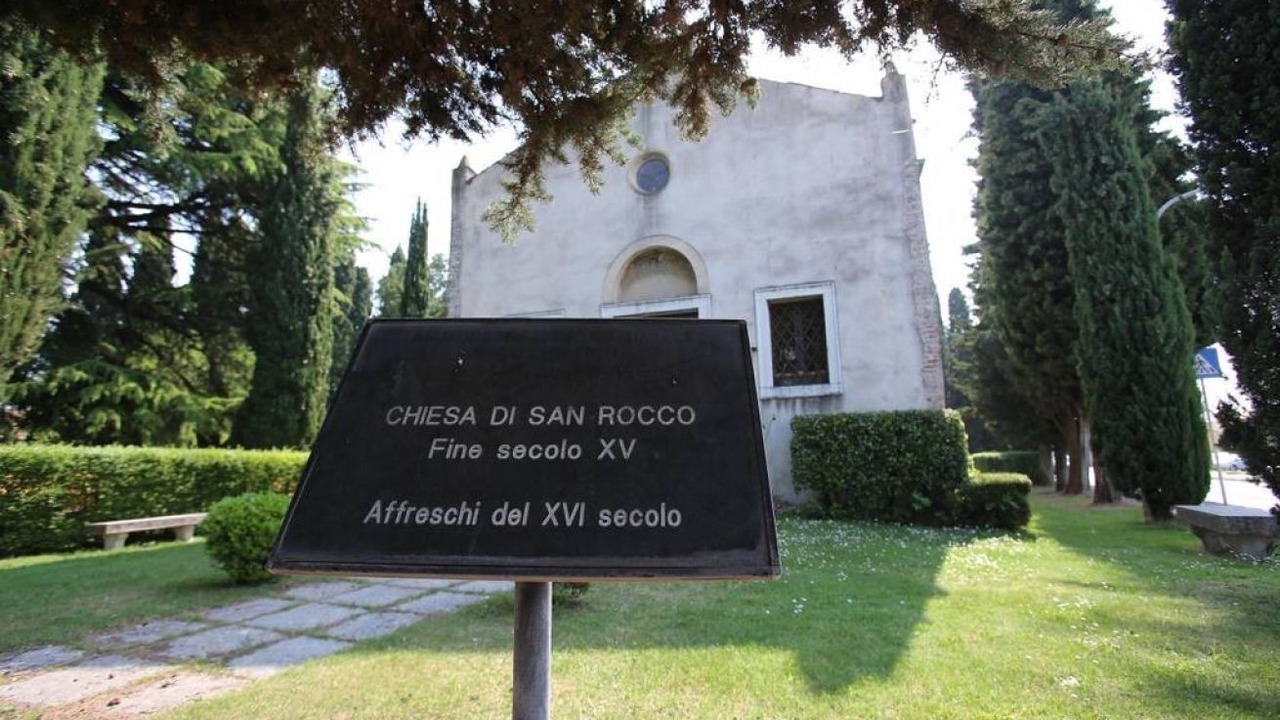 CHIESA DI SAN ROCCO
Fine secolo XV
Affreschi del XVI secolo